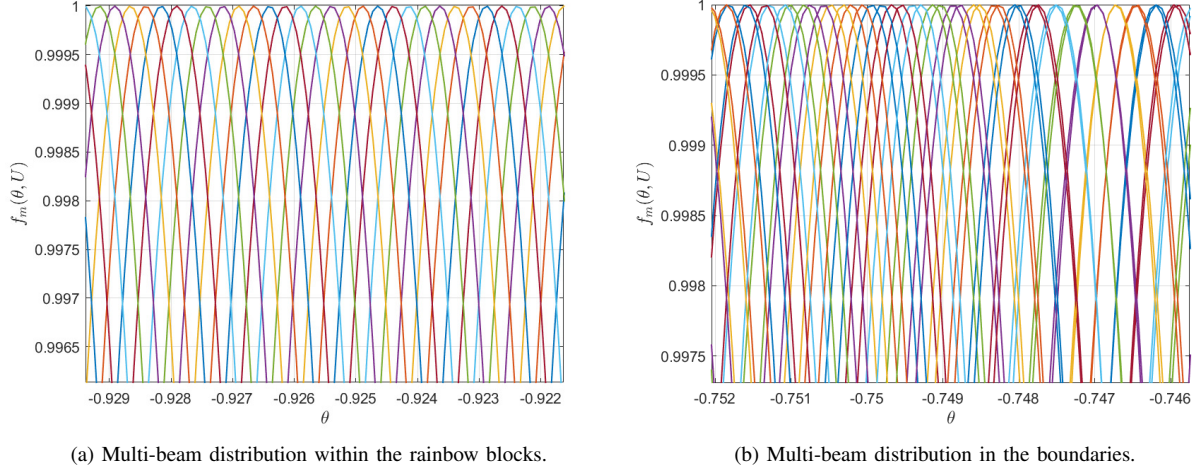 1
0.9995
0.999
0.9985
0.998
0.9975
0.997
0.9965
f_m(θ, U)
-0.929 -0.928 -0.927 -0.926 -0.925 -0.924 -0.923 -0.922
θ
(a) Multi-beam distribution within the rainbow blocks.
1
0.9995
0.999
0.9985
0.998
0.9975
f_m(θ, U)
-0.752 -0.751 -0.75 -0.749 -0.748 -0.747 -0.746
θ
(b) Multi-beam distribution in the boundaries.